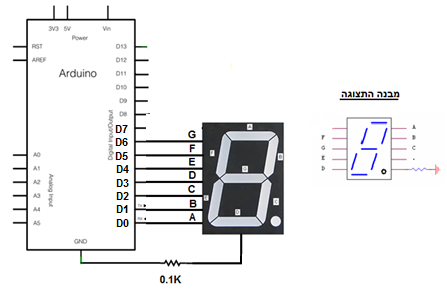 3V3 5V Vin
Power
RST
AREF
Arduino
D13
D12
D11
D10
D9
D8
D7
D6
D5
D4
D3
D2
D1
D0
Digital Input/Output
A0
A1
A2
A3
A4
A5
Analog Input
GND
G
F
E
D
C
B
A
0.1K
A
B
C
D
E
F
G
מבנה התצוגה
F
G
E
D
A
B
C
.